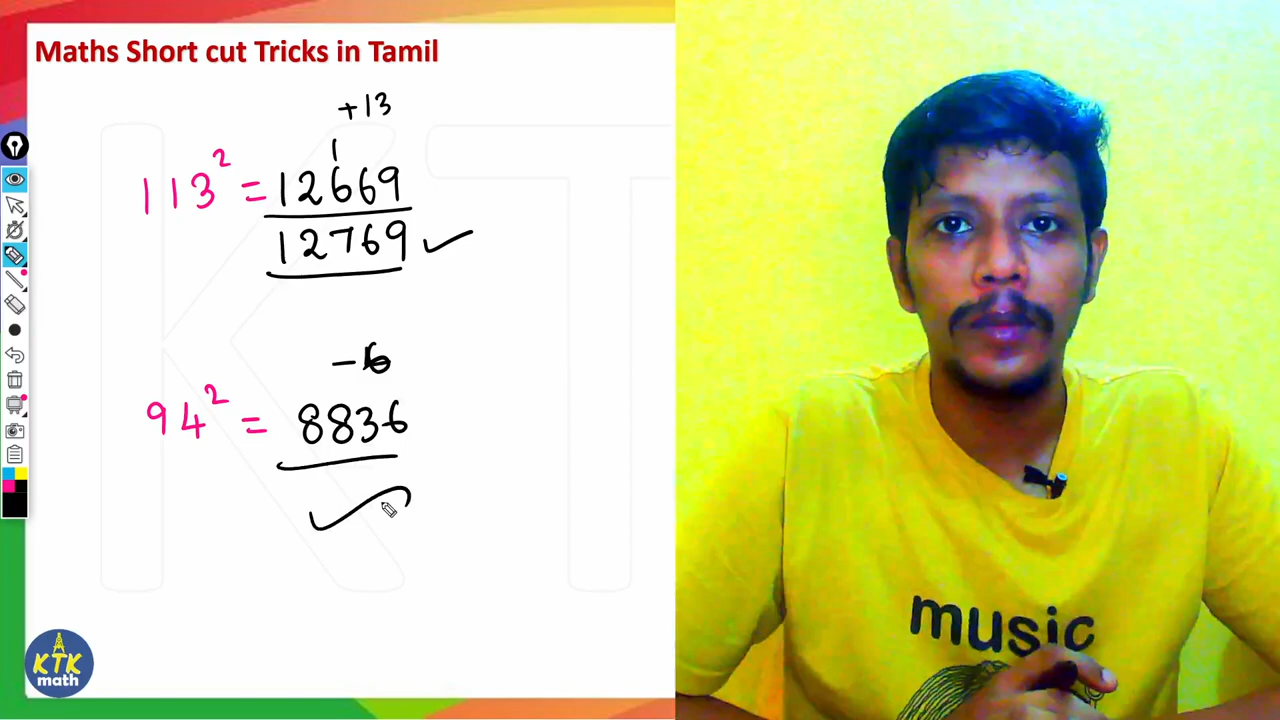 Maths Short cut Tricks in Tamil
+13
1
113² = 12669
12769
-6
94² = 8836
KTK
math
music